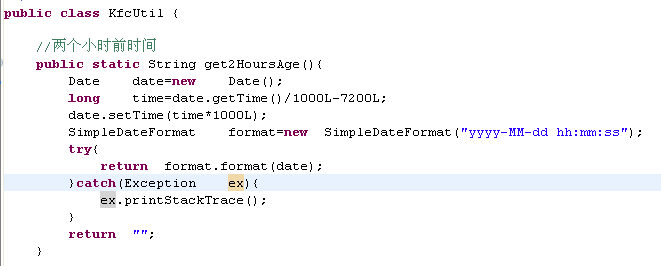 public class KfcUtil {
//两个小时前时间
public static String get2HoursAge(){
Date date=new Date();
long time=date.getTime()/1000L-7200L;
date.setTime(time*1000L);
SimpleDateFormat format=new SimpleDateFormat("yyyy-MM-dd hh:mm:ss");
try{
return format.format(date);
}catch(Exception ex){
ex.printStackTrace();
}
return "";
}